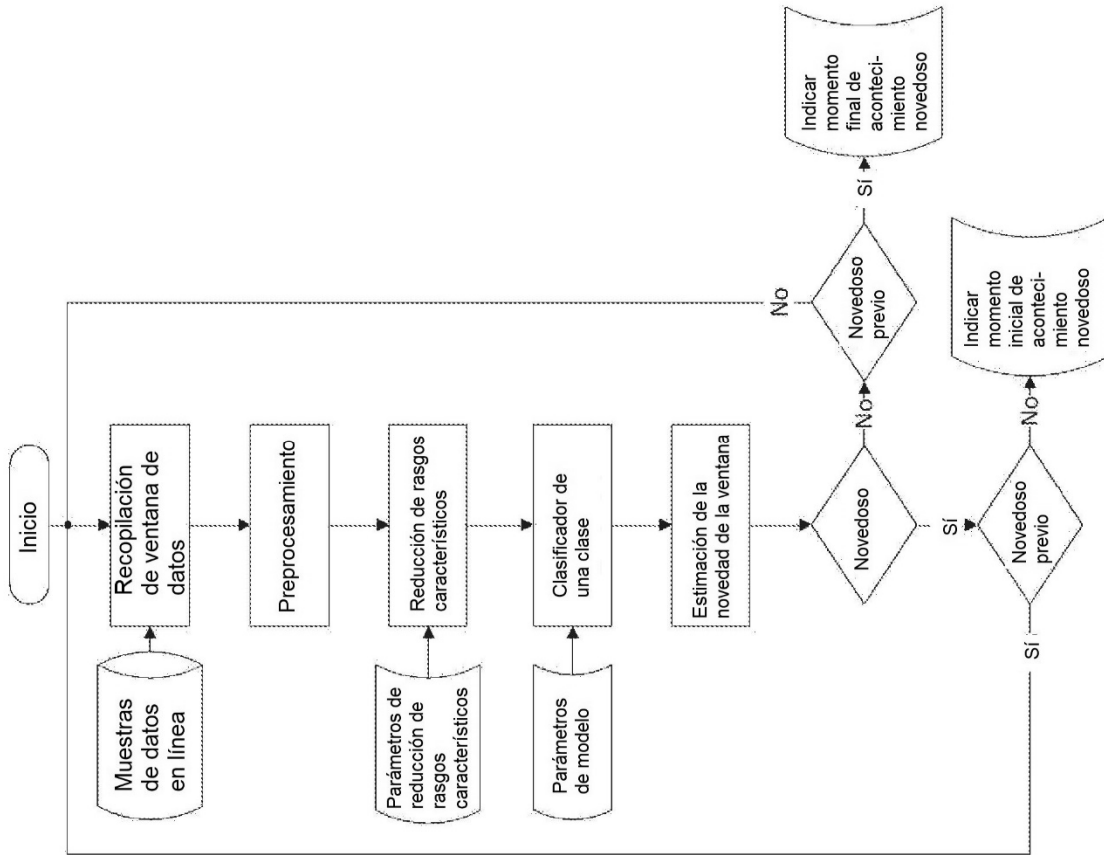 Inicio
Muestras
de datos
en línea
Recopilación
de ventana de
datos
Preprocesamiento
Parámetros de
reducción de
rasgos
característicos
Reducción de rasgos
característicos
Parámetros
de modelo
Clasificador de
una clase
Estimación de la
novedad de la ventana
Novedoso
No
Novedoso
previo
No
Sí
Indicar
momento
final de
aconteci-
miento
novedoso
Sí
Novedoso
previo
Sí
No
Indicar
momento
inicial de
aconteci-
miento
novedoso